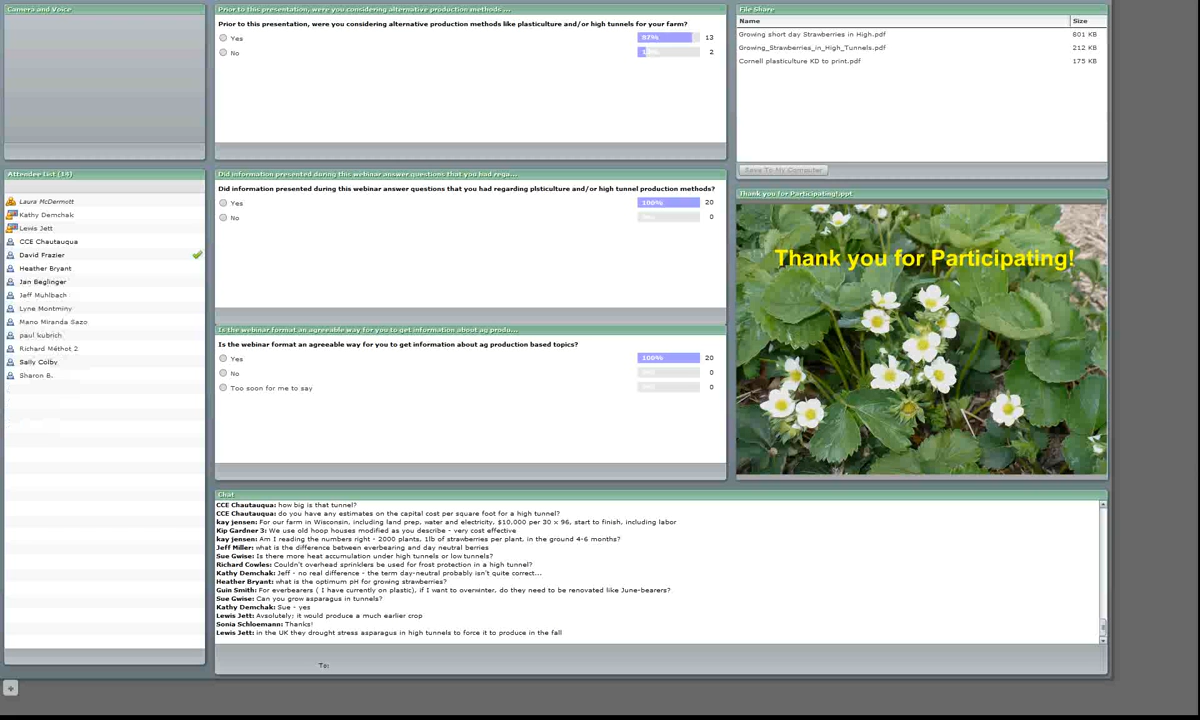 Camera and Voice
Attendee List (14)
Laura McDermott
Kathy Demchak
Lewis Jett
CCE Chautauqua
David Frazier
Heather Bryant
Jan Beglinger
Jeff Muhlbach
Lyne Montminy
Mano Miranda Sazo
paul kubrich
Richard Méthot 2
Sally Colby
Sharon B.
Prior to this presentation, were you considering alternative production methods ...
Prior to this presentation, were you considering alternative production methods like plasticulture and/or high tunnels for your farm?
Yes 87% 13
No 2
Did information presented during this webinar answer questions that you had rega...
Did information presented during this webinar answer questions that you had regarding plsticulture and/or high tunnel production methods?
Yes 100% 20
No 0
Is the webinar format an agreeable way for you to get information about ag produ...
Is the webinar format an agreeable way for you to get information about ag production based topics?
Yes 100% 20
No 0
Too soon for me to say 0
File Share
Name Size
Growing short day Strawberries in High.pdf 801 KB
Growing_Strawberries_in_High_Tunnels.pdf 212 KB
Cornell plasticulture KD to print.pdf 175 KB
Save To My Computer
Thank you for Participating!.ppt
Thank you for Participating!
Chat
CCE Chautauqua: how big is that tunnel?
CCE Chautauqua: do you have any estimates on the capital cost per square foot for a high tunnel?
kay jensen: For our farm in Wisconsin, including land prep, water and electricity, $10,000 per 30 x 96, start to finish, including labor
Kip Gardner 3: We use old hoop houses modified as you describe - very cost effective
kay jensen: Am I reading the numbers right - 2000 plants, 1lb of strawberries per plant, in the ground 4-6 months?
Jeff Miller: what is the difference between everbearing and day neutral berries
Sue Gwise: Is there more heat accumulation under high tunnels or low tunnels?
Richard Cowles: Couldn't overhead sprinklers be used for frost protection in a high tunnel?
Kathy Demchak: Jeff - no real difference - the term day-neutral probably isn't quite correct...
Heather Bryant: what is the optimum pH for growing strawberries?
Guin Smith: For everbearers ( I have currently on plastic), if I want to overwinter, do they need to be renovated like June-bearers?
Sue Gwise: Can you grow asparagus in tunnels?
Kathy Demchak: Sue - yes
Lewis Jett: Avsolutely; it would produce a much earlier crop
Sonia Schloemann: Thanks!
Lewis Jett: in the UK they drought stress asparagus in high tunnels to force it to produce in the fall
To: